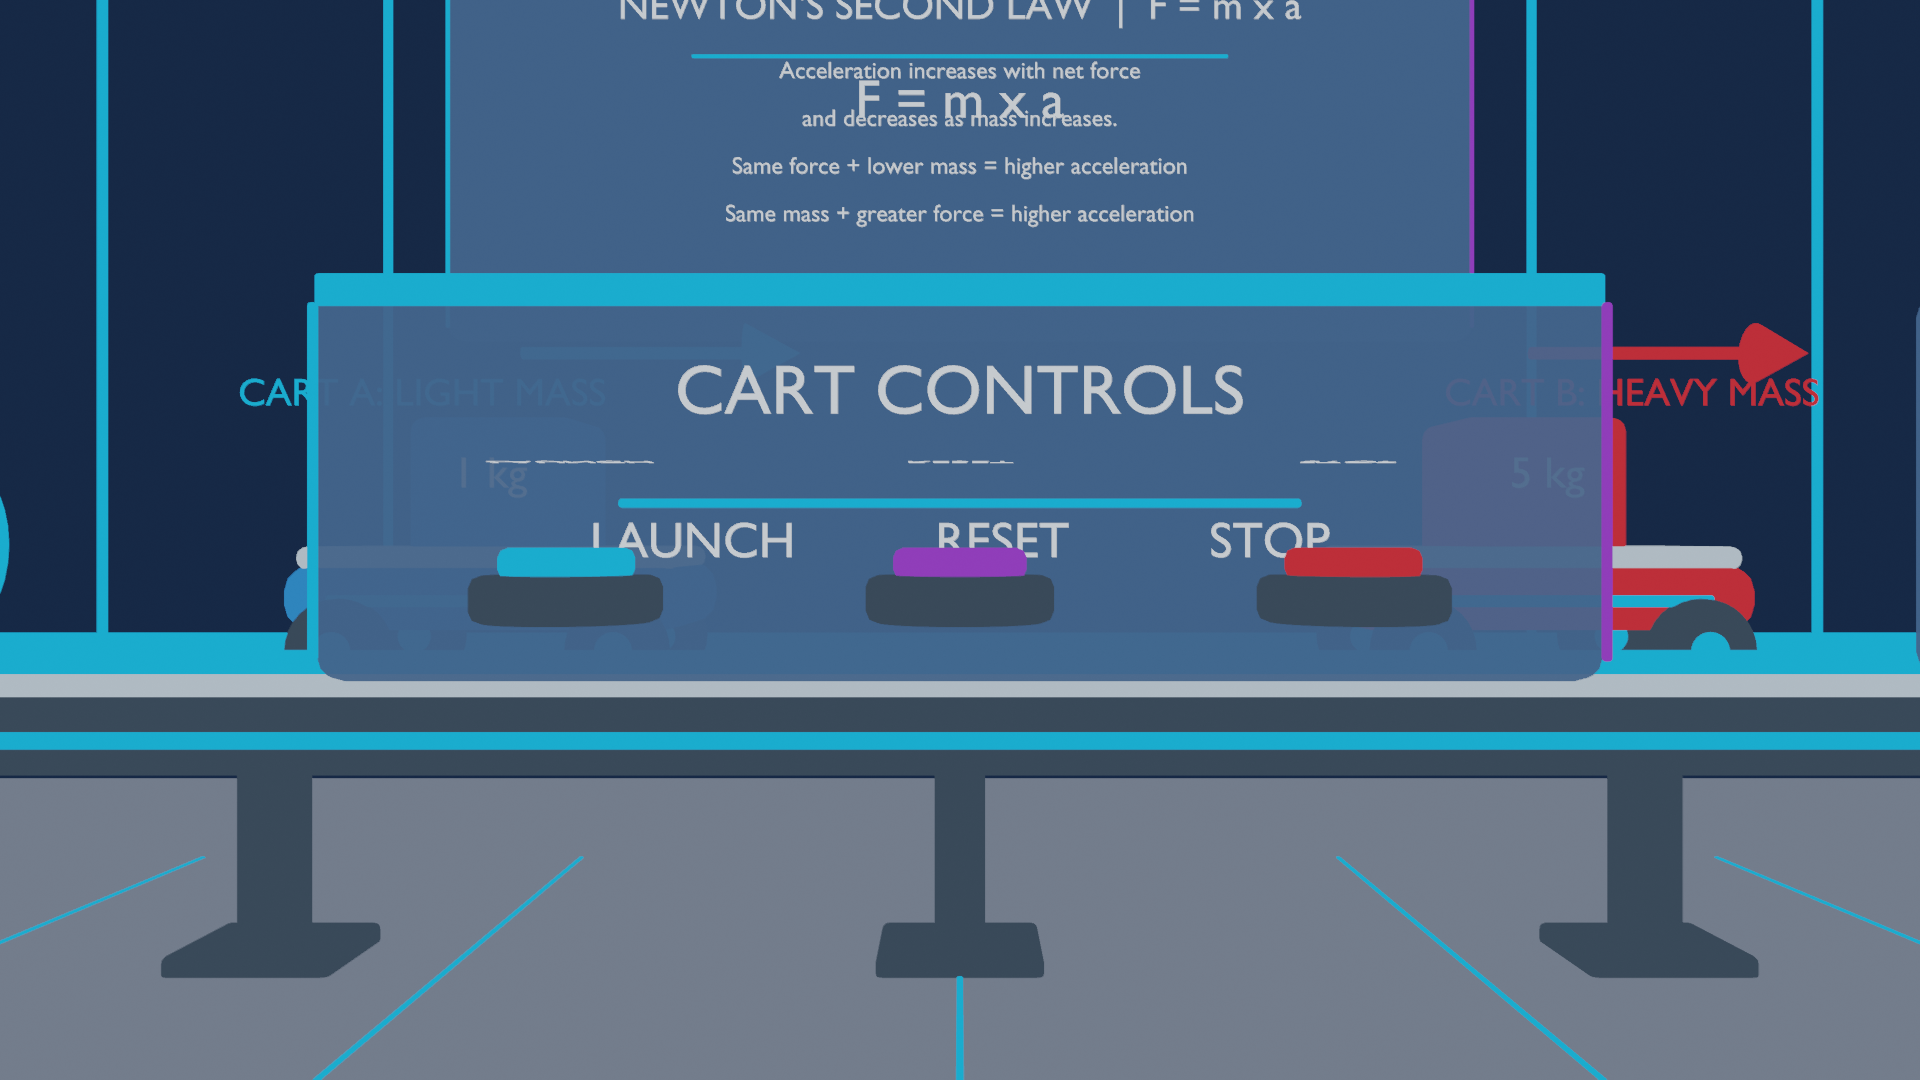 NEWTON'S SECOND LAW | F = m x a
Acceleration increases with net force
F = m x a
and decreases as mass increases.
Same force + lower mass = higher acceleration
Same mass + greater force = higher acceleration
CART A: LIGHT MASS
CART CONTROLS
CART B: HEAVY MASS
1 kg
5 kg
LAUNCH RESET STOP